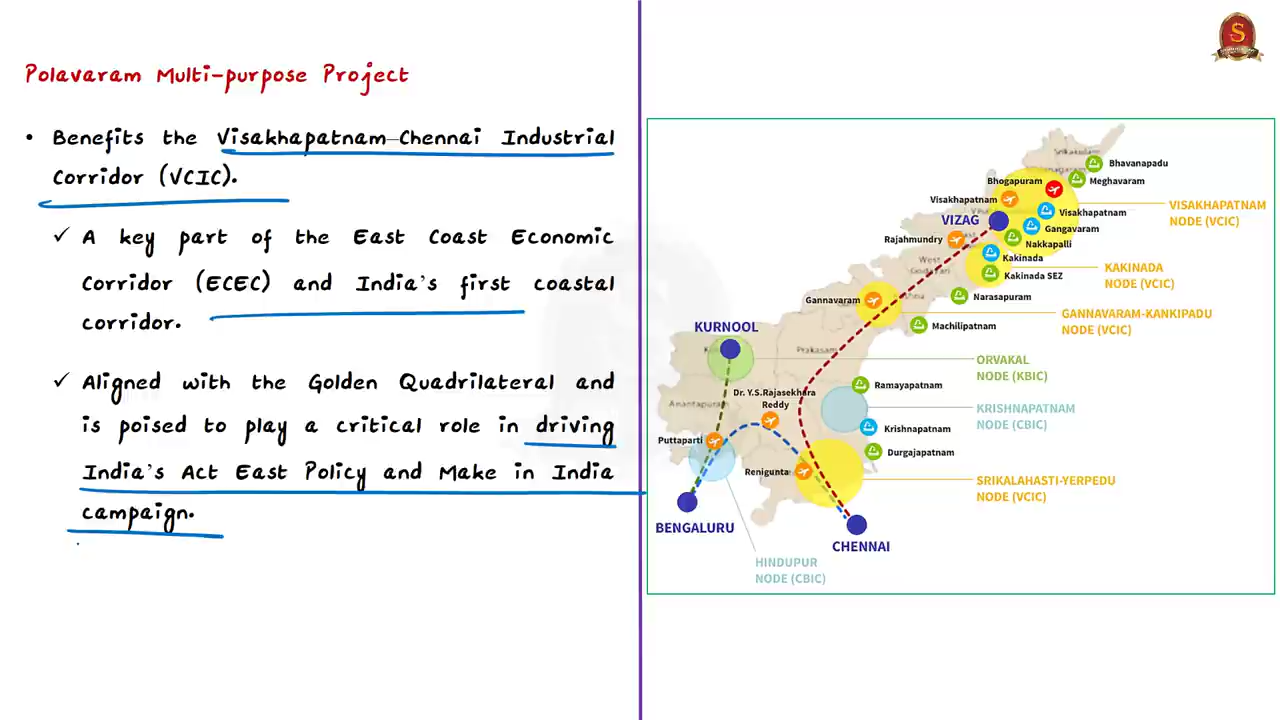 Polavaram Multi-purpose Project
• Benefits the Visakhapatnam–Chennai Industrial
Corridor (VCIC).
✓ A key part of the East Coast Economic
Corridor (ECEC) and India's first coastal
corridor.
✓ Aligned with the Golden Quadrilateral and
is poised to play a critical role in driving
India's Act East Policy and Make in India
campaign.
S
Srikakulam
Bhavanapadu
Bhogapuram
Meghavaram
Visakhapatnam
VIZAG
Visakhapatnam
VISAKHAPATNAM
NODE (VCIC)
Gangavaram
Rajahmundry
Nakkapalli
West
Godavari
Kakinada
Kakinada SEZ
KAKINADA
NODE (VCIC)
Gannavaram
Narasapuram
GANNAVARAM-KANKIPADU
NODE (VCIC)
Machilipatnam
KURNOOL
Prakasam
ORVAKAL
NODE (KBIC)
Anantapuram
Dr. Y.S.Rajasekhara
Reddy
Ramayapatnam
KRISHNAPATNAM
NODE (CBIC)
Krishnapatnam
Puttaparti
Durgajapatnam
Renigunta
SRIKALAHASTI-YERPEDU
NODE (VCIC)
BENGALURU
CHENNAI
HINDUPUR
NODE (CBIC)